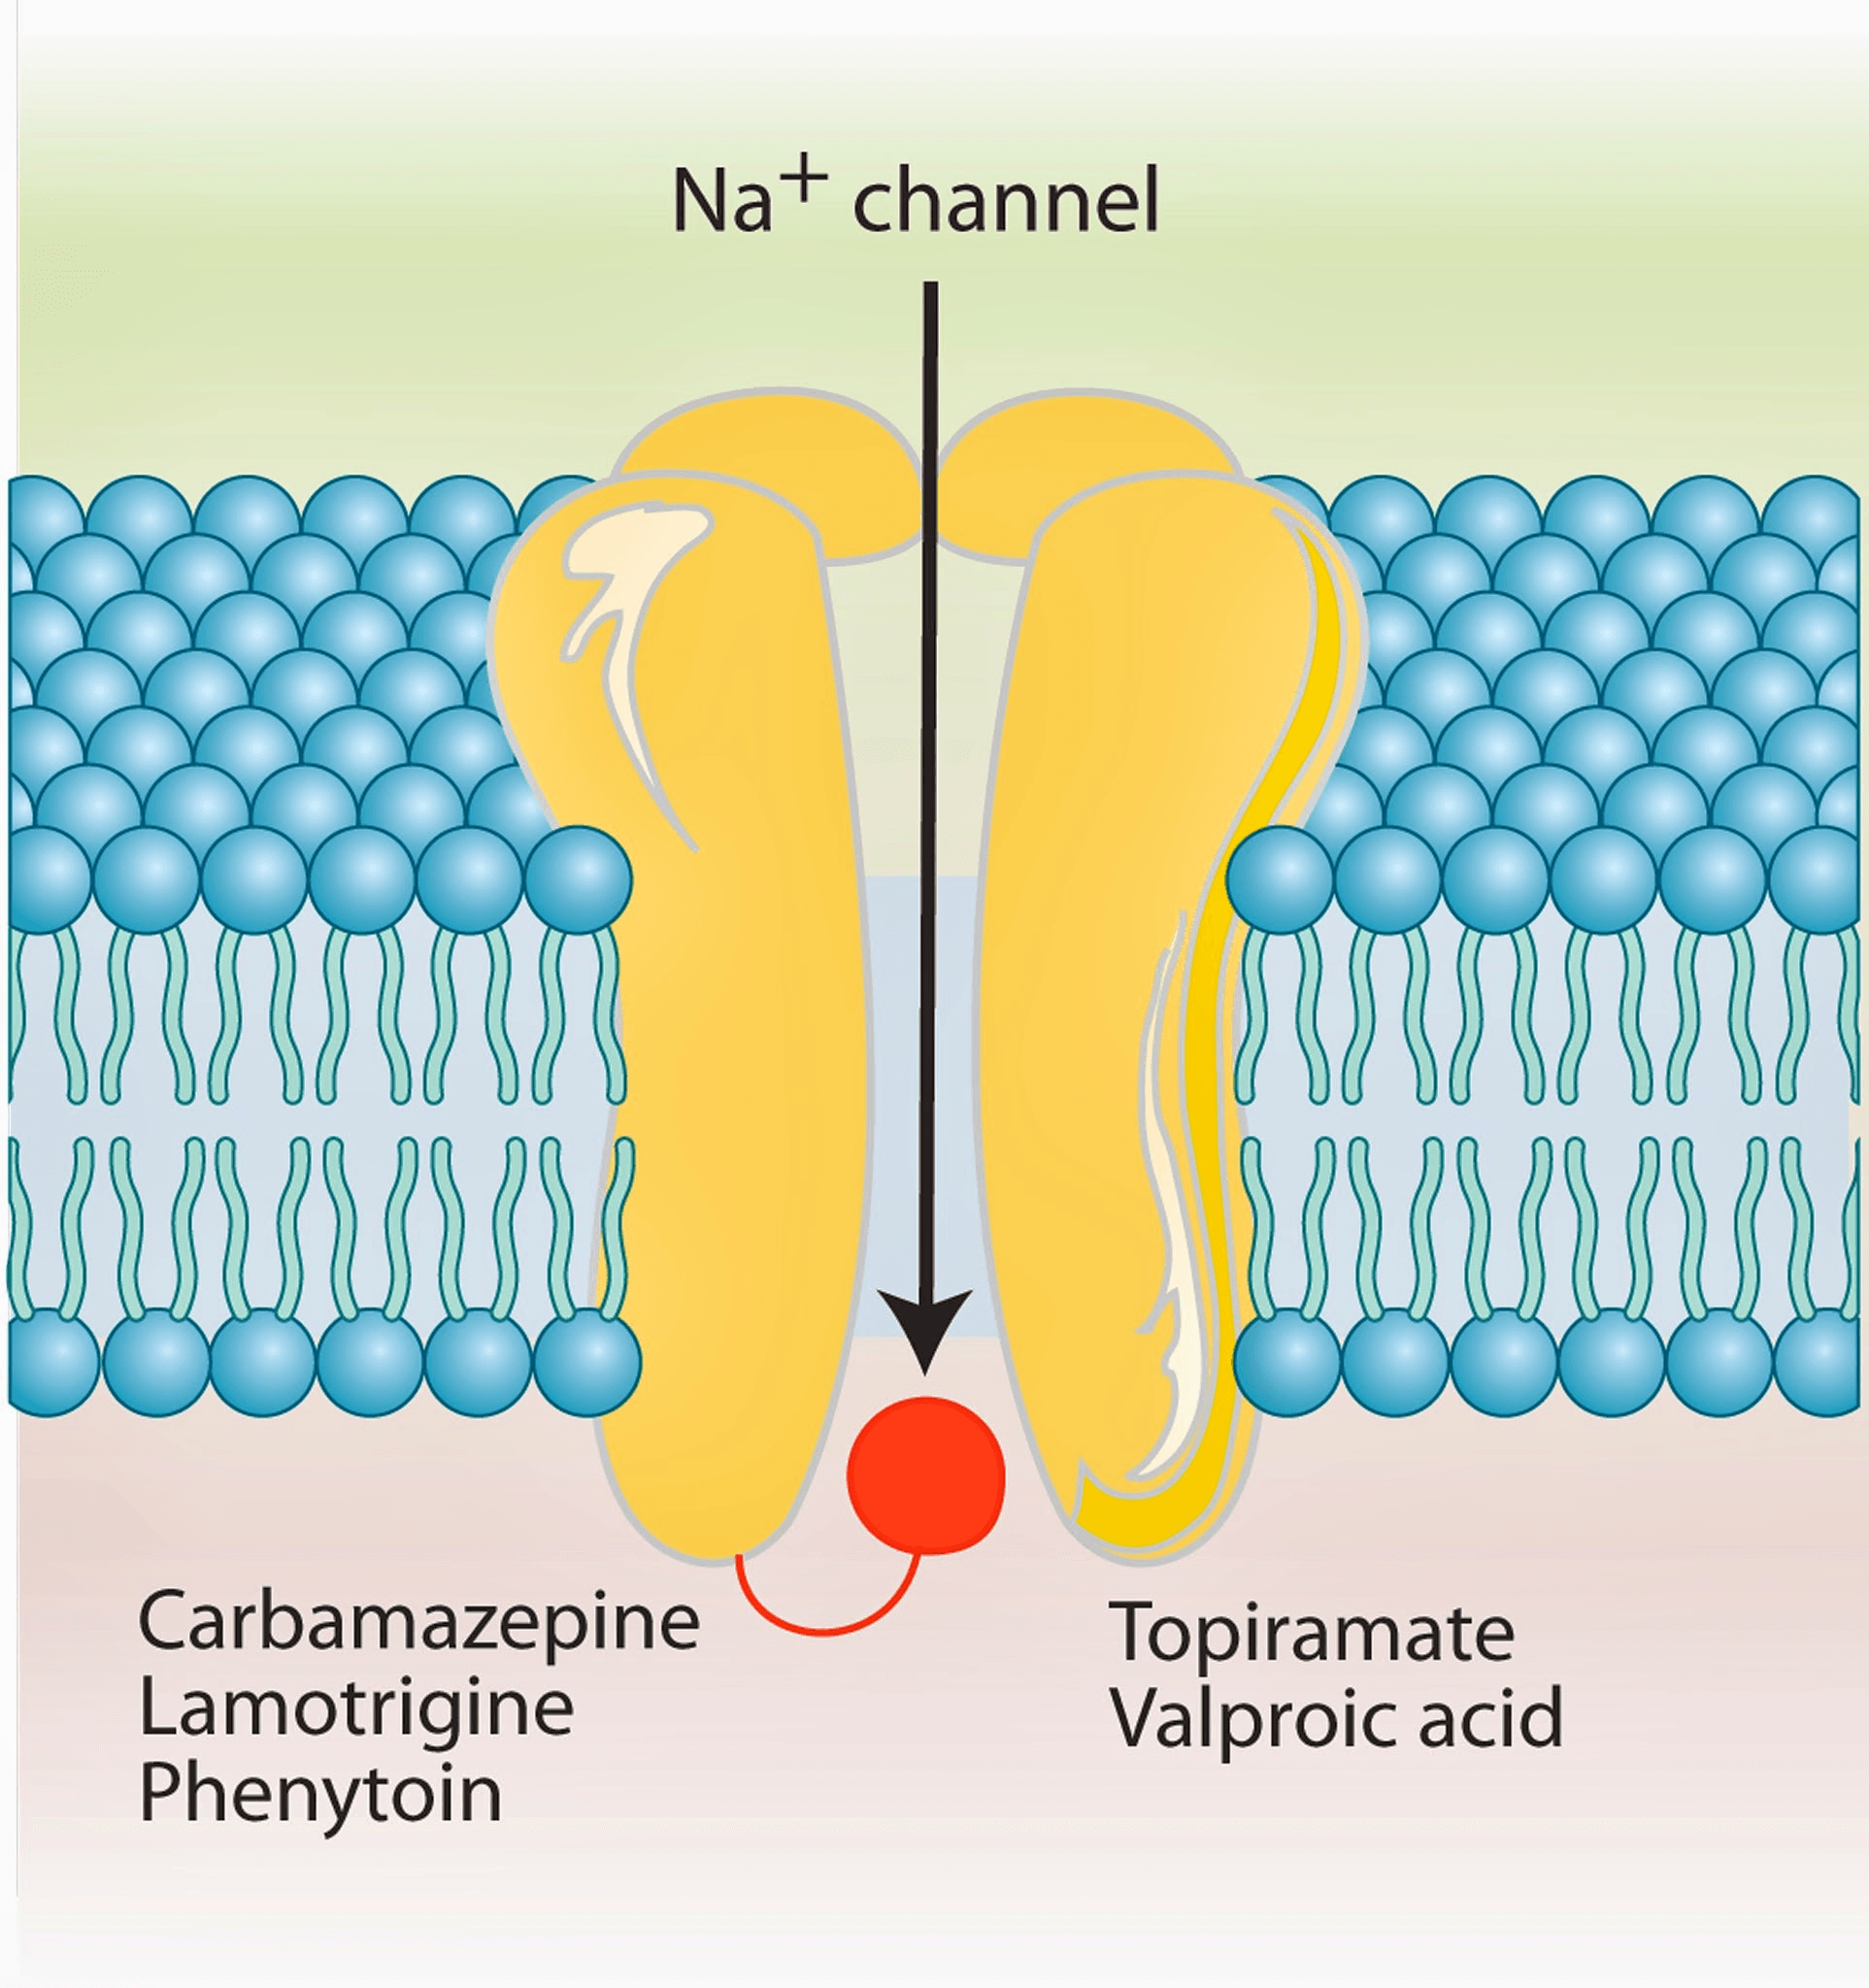 Na⁺ channel
Carbamazepine
Lamotrigine
Phenytoin
Topiramate
Valproic acid